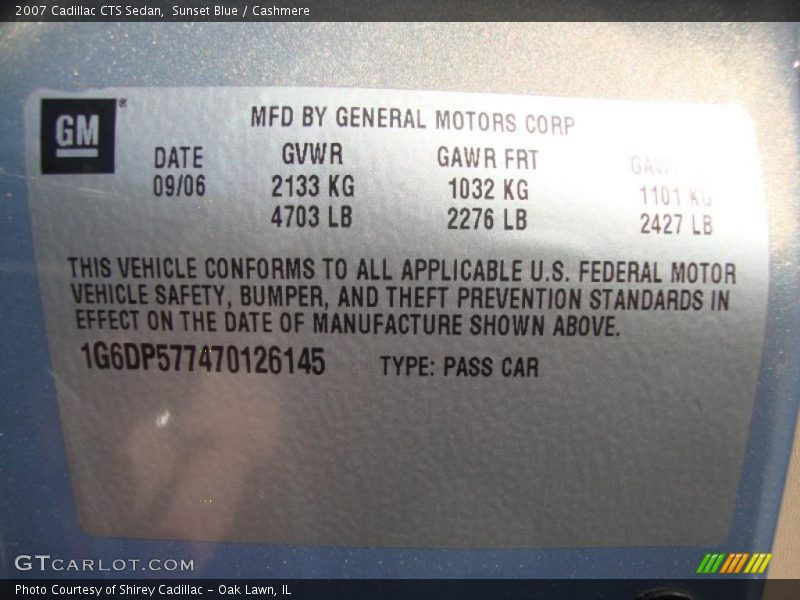 2007 Cadillac CTS Sedan,  Sunset Blue / Cashmere
GM®
MFD BY GENERAL MOTORS CORP
DATE GVWR GAWR FRT
09/06 2133 KG 1032 KG 1101 KG
4703 LB 2276 LB 2427 LB
THIS VEHICLE CONFORMS TO ALL APPLICABLE U.S. FEDERAL MOTOR
VEHICLE SAFETY, BUMPER, AND THEFT PREVENTION STANDARDS IN
EFFECT ON THE DATE OF MANUFACTURE SHOWN ABOVE.
1G6DP577470126145 TYPE: PASS CAR
GTCARLOT.COM
Photo Courtesy of Shirey Cadillac - Oak Lawn, IL